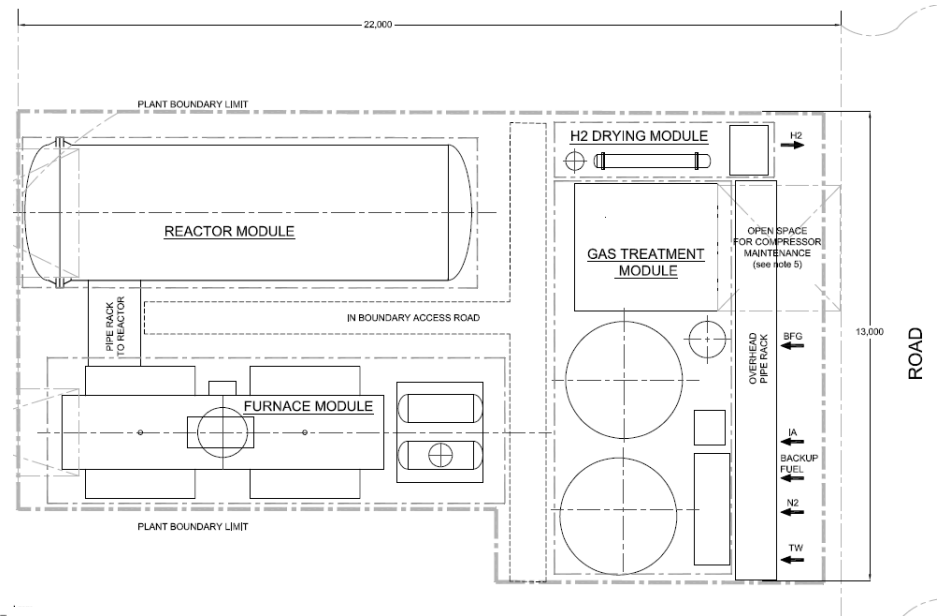 22,000
PLANT BOUNDARY LIMIT
H2 DRYING MODULE
H2
REACTOR MODULE
OPEN SPACE
FOR COMPRESSOR
MAINTENANCE
(see note 5)
GAS TREATMENT
MODULE
PIPE RACK
TO REACTOR
IN BOUNDARY ACCESS ROAD
13,000
BFG
OVERHEAD
PIPE RACK
ROAD
FURNACE MODULE
IA
BACKUP
FUEL
N2
PLANT BOUNDARY LIMIT
TW